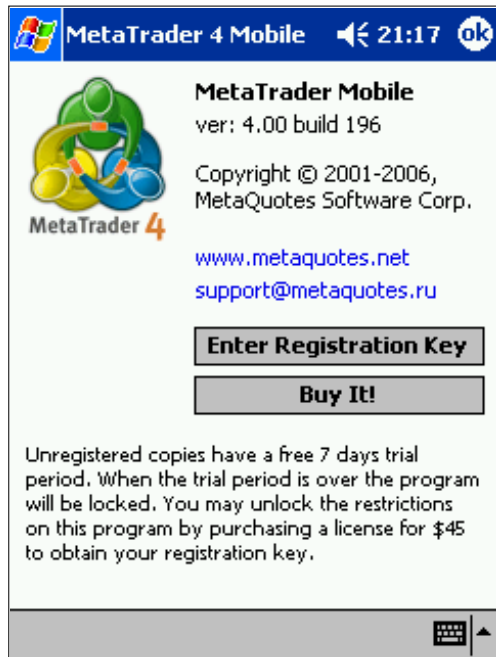 MetaTrader 4 Mobile 21:17 ok
MetaTrader Mobile
ver: 4.00 build 196
Copyright © 2001-2006,
MetaQuotes Software Corp.
MetaTrader 4
www.metaquotes.net
support@metaquotes.ru
Enter Registration Key
Buy It!
Unregistered copies have a free 7 days trial
period. When the trial period is over the program
will be locked. You may unlock the restrictions
on this program by purchasing a license for $45
to obtain your registration key.